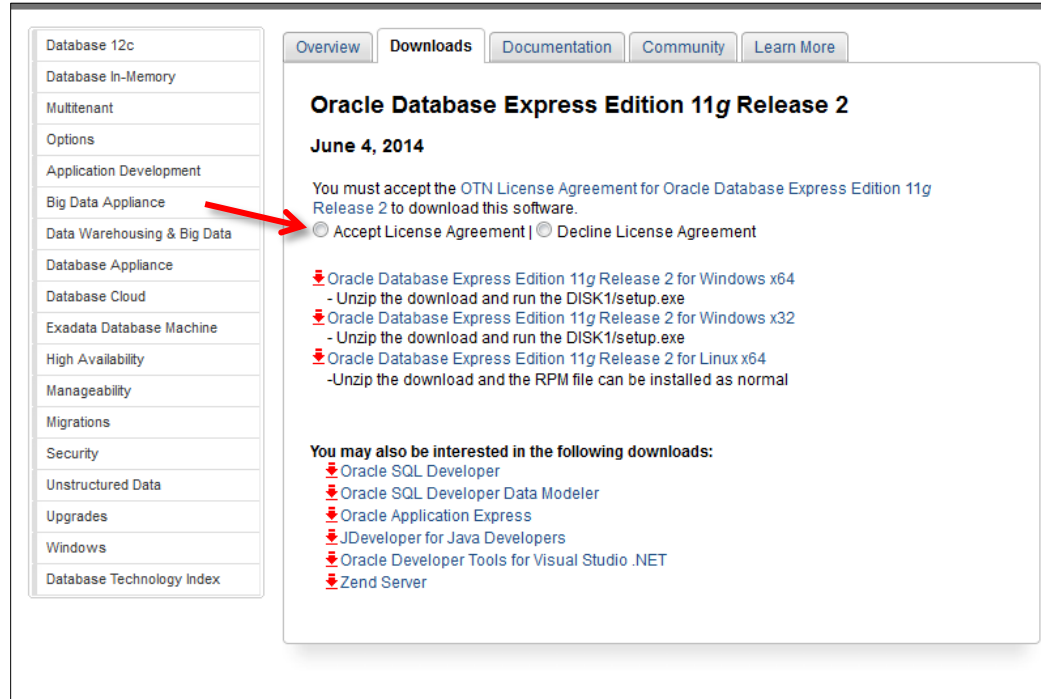 Database 12c
Database In-Memory
Multitenant
Options
Application Development
Big Data Appliance
Data Warehousing & Big Data
Database Appliance
Database Cloud
Exadata Database Machine
High Availability
Manageability
Migrations
Security
Unstructured Data
Upgrades
Windows
Database Technology Index
Overview Downloads Documentation Community Learn More
Oracle Database Express Edition 11g Release 2
June 4, 2014
You must accept the OTN License Agreement for Oracle Database Express Edition 11g
Release 2 to download this software.
Accept License Agreement | Decline License Agreement
Oracle Database Express Edition 11g Release 2 for Windows x64
- Unzip the download and run the DISK1/setup.exe
Oracle Database Express Edition 11g Release 2 for Windows x32
- Unzip the download and run the DISK1/setup.exe
Oracle Database Express Edition 11g Release 2 for Linux x64
-Unzip the download and the RPM file can be installed as normal
You may also be interested in the following downloads:
Oracle SQL Developer
Oracle SQL Developer Data Modeler
Oracle Application Express
JDeveloper for Java Developers
Oracle Developer Tools for Visual Studio .NET
Zend Server